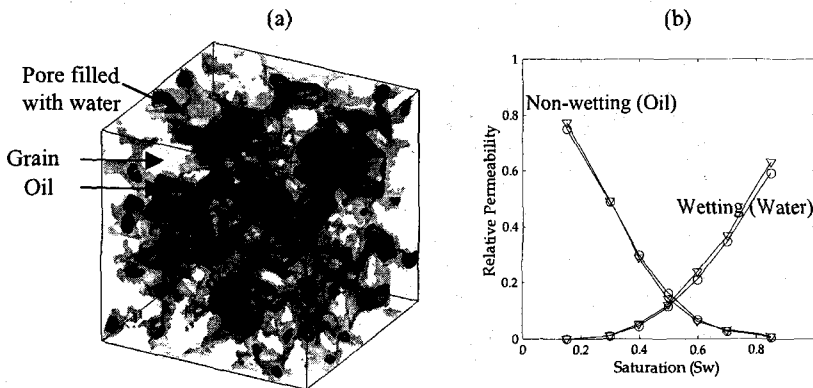 (a)
Pore filled
with water
Grain
Oil
(b)
1
0.8
0.6
0.4
0.2
0
Relative Permeability
Non-wetting (Oil)
Wetting (Water)
0 0.2 0.4 0.6 0.8
Saturation (Sw)